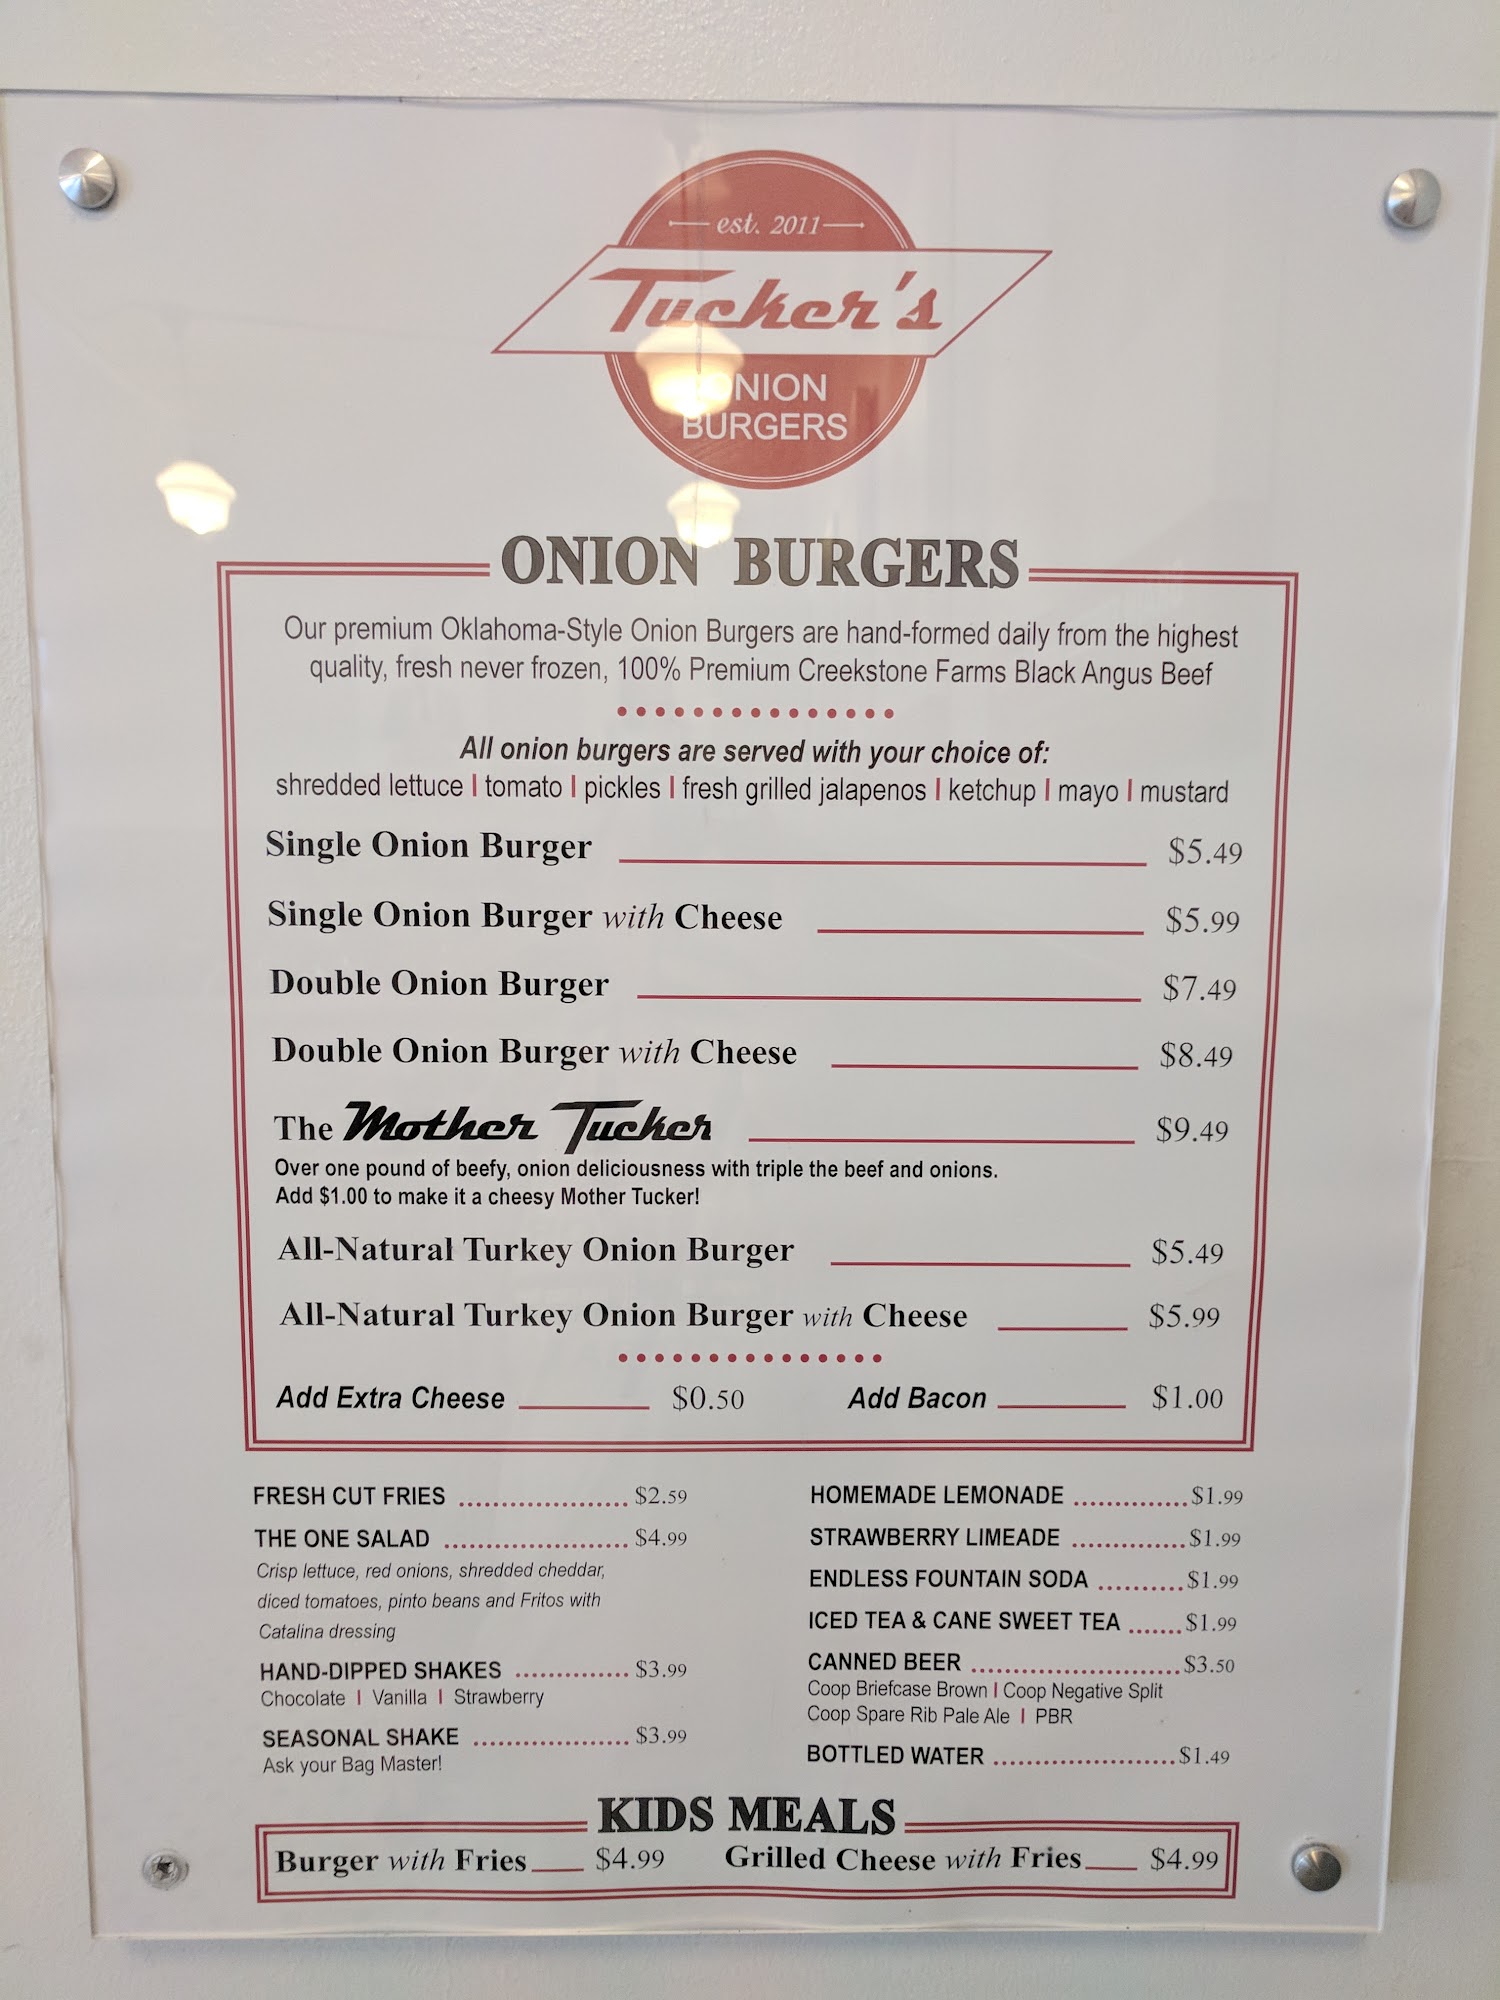 est. 2011
Tucker's
ONION
BURGERS
ONION BURGERS
Our premium Oklahoma-Style Onion Burgers are hand-formed daily from the highest
quality, fresh never frozen, 100% Premium Creekstone Farms Black Angus Beef
All onion burgers are served with your choice of:
shredded lettuce | tomato | pickles | fresh grilled jalapenos | ketchup | mayo | mustard
Single Onion Burger $5.49
Single Onion Burger with Cheese $5.99
Double Onion Burger $7.49
Double Onion Burger with Cheese $8.49
The Mother Tucker $9.49
Over one pound of beefy, onion deliciousness with triple the beef and onions.
Add $1.00 to make it a cheesy Mother Tucker!
All-Natural Turkey Onion Burger $5.49
All-Natural Turkey Onion Burger with Cheese $5.99
Add Extra Cheese $0.50 Add Bacon $1.00
FRESH CUT FRIES $2.59
THE ONE SALAD $4.99
Crisp lettuce, red onions, shredded cheddar,
diced tomatoes, pinto beans and Fritos with
Catalina dressing
HAND-DIPPED SHAKES $3.99
Chocolate | Vanilla | Strawberry
SEASONAL SHAKE $3.99
Ask your Bag Master!
HOMEMADE LEMONADE $1.99
STRAWBERRY LIMEADE $1.99
ENDLESS FOUNTAIN SODA $1.99
ICED TEA & CANE SWEET TEA $1.99
CANNED BEER $3.50
Coop Briefcase Brown | Coop Negative Split
Coop Spare Rib Pale Ale | PBR
BOTTLED WATER $1.49
KIDS MEALS
Burger with Fries $4.99 Grilled Cheese with Fries $4.99